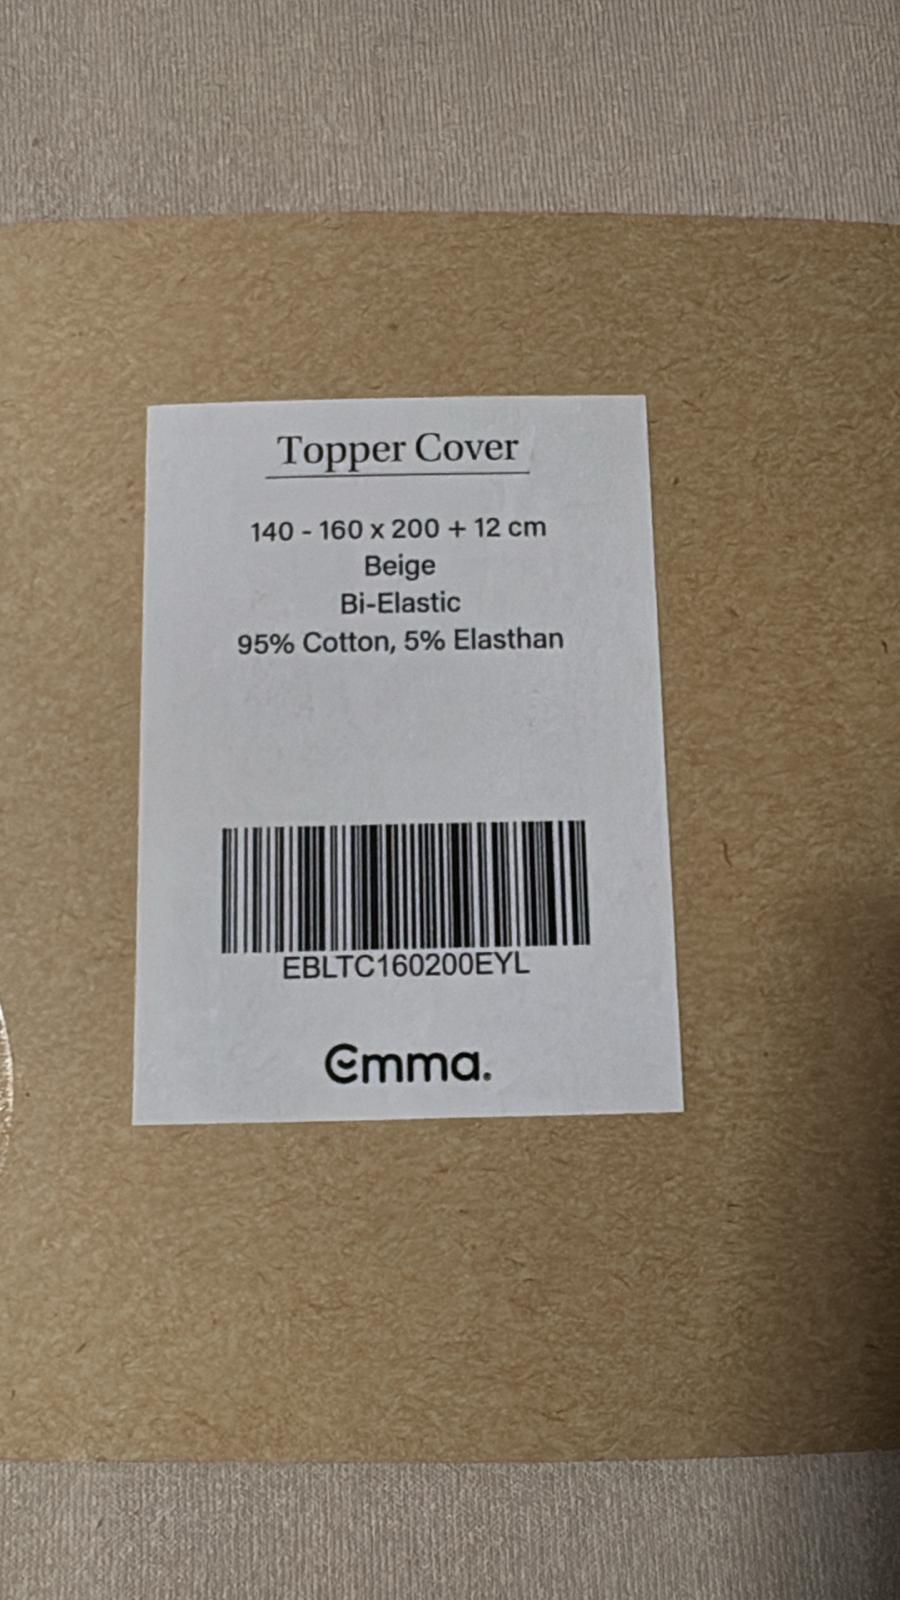 Topper Cover
140 - 160 x 200 + 12 cm
Beige
Bi-Elastic
95% Cotton, 5% Elasthan
EBLTC160200EYL
Emma.